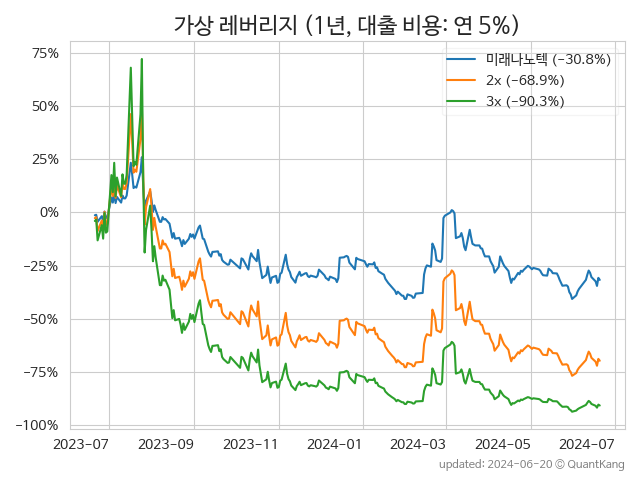 가상 레버리지 (1년, 대출 비용: 연 5%)
미래나노텍 (−30.8%)
2x (−68.9%)
3x (−90.3%)
75%
50%
25%
0%
−25%
−50%
−75%
−100%
2023-07 2023-09 2023-11 2024-01 2024-03 2024-05 2024-07
updated: 2024-06-20 © QuantKang